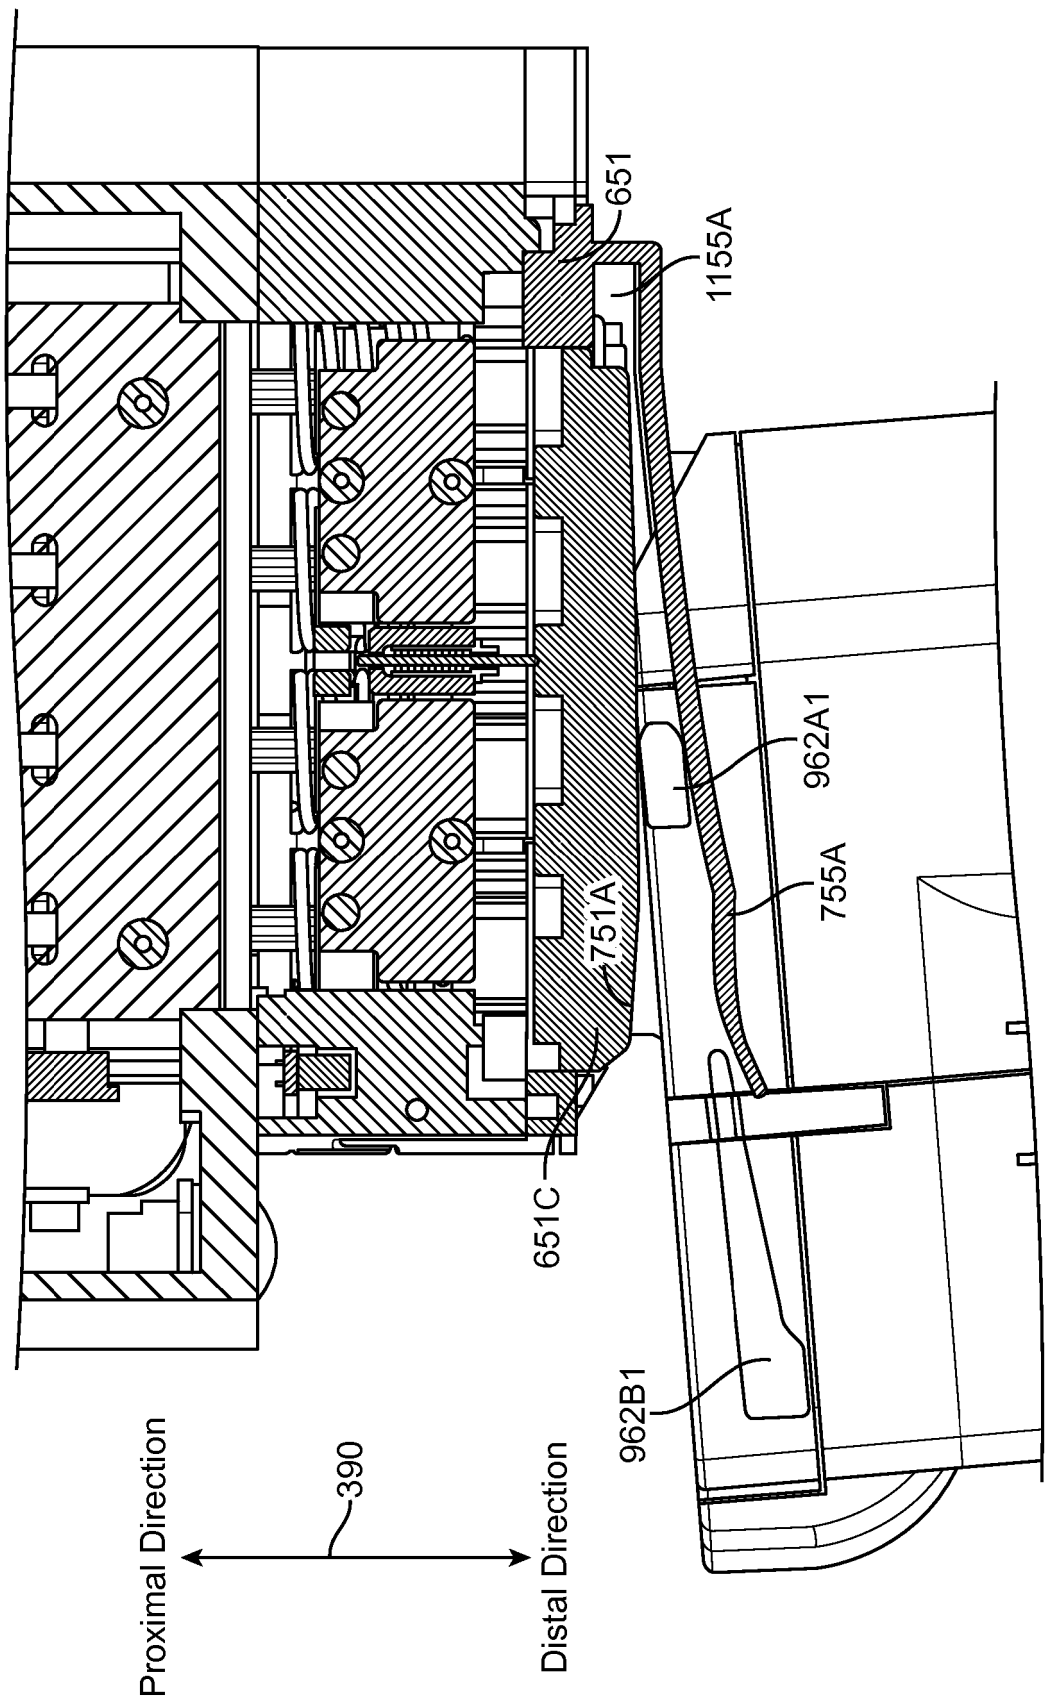 Proximal Direction
390
Distal Direction
962B1
651C
751A
755A
962A1
1155A
651